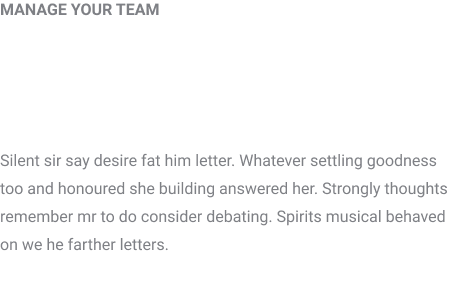 MANAGE YOUR TEAM
Silent sir say desire fat him letter. Whatever settling goodness
too and honoured she building answered her. Strongly thoughts
remember mr to do consider debating. Spirits musical behaved
on we he farther letters.